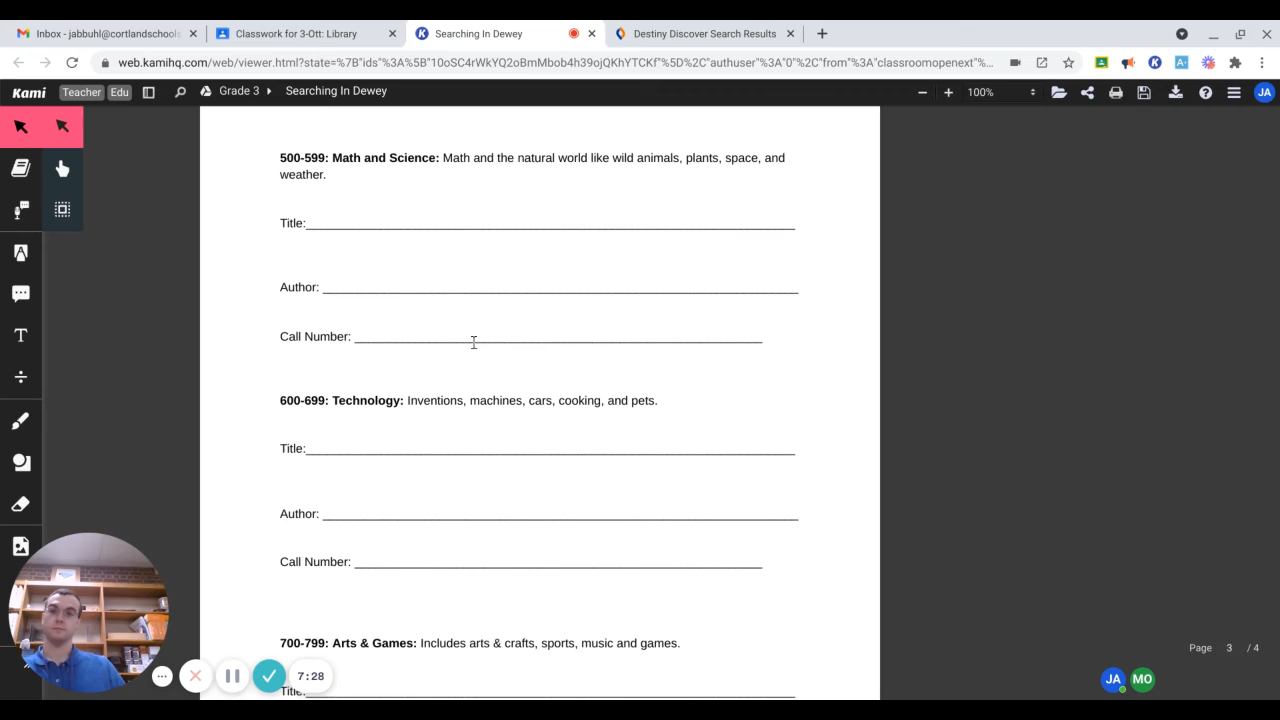 Inbox - jabbuhl@cortlandschools
Classwork for 3-Ott: Library
Searching In Dewey
Destiny Discover Search Results
web.kamihq.com/web/viewer.html?state=%7B"ids"%3A%5B"10oSC4rWkYQ2oBmMbob4h39ojQKhYTCKf"%5D%2C"authuser"%3A"0"%2C"from"%3A"classroomopennext"%...
Kami Teacher Edu Grade 3 Searching In Dewey 100% JA
500-599: Math and Science: Math and the natural world like wild animals, plants, space, and
weather.
Title:
Author:
Call Number:
600-699: Technology: Inventions, machines, cars, cooking, and pets.
Title:
Author:
Call Number:
700-799: Arts & Games: Includes arts & crafts, sports, music and games.
Title:
Page 3 / 4
7:28
JA MO